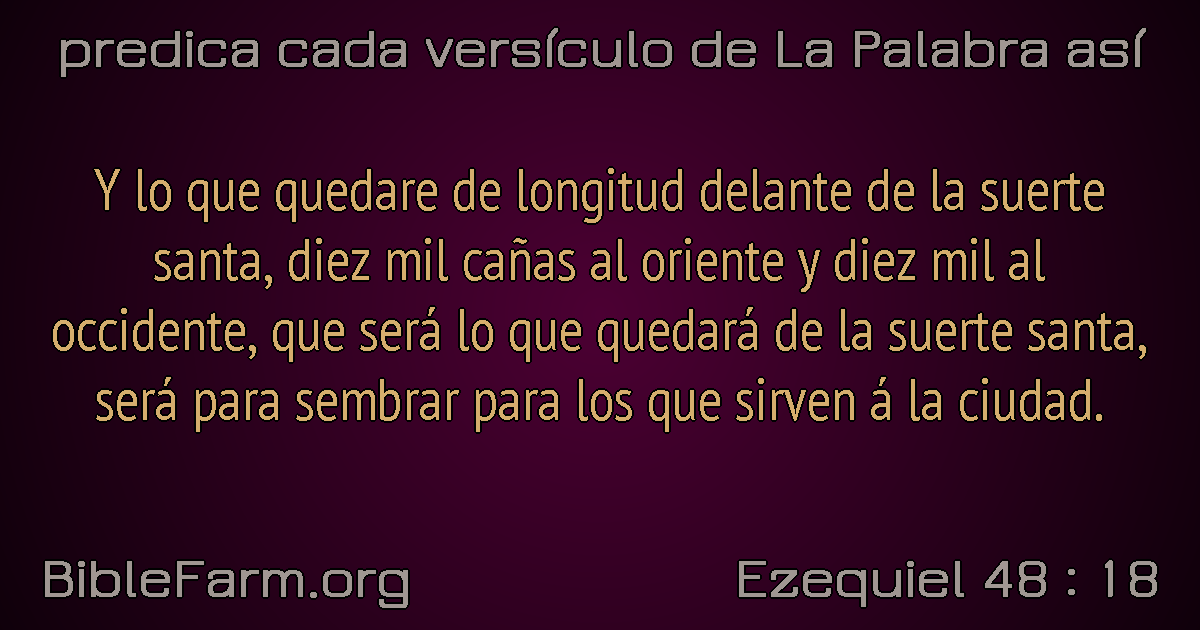 predica cada versículo de La Palabra así
Y lo que quedare de longitud delante de la suerte
santa, diez mil cañas al oriente y diez mil al
occidente, que será lo que quedará de la suerte santa,
será para sembrar para los que sirven á la ciudad.
BibleFarm.org
Ezequiel 48 : 18